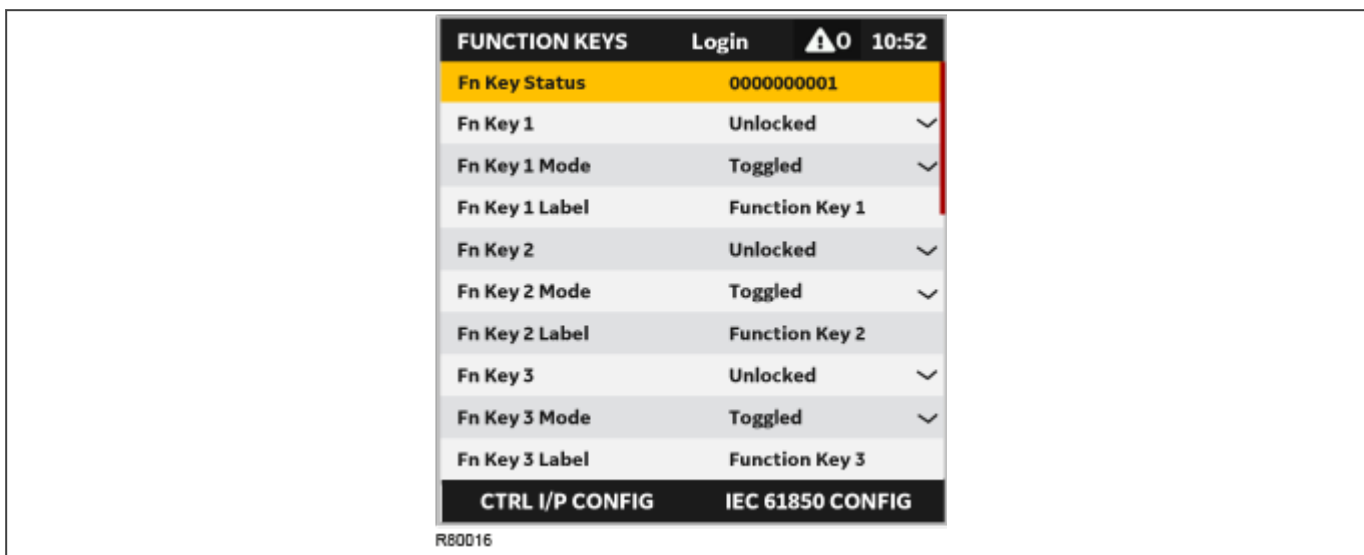 FUNCTION KEYS Login 0 10:52
Fn Key Status 0000000001
Fn Key 1 Unlocked
Fn Key 1 Mode Toggled
Fn Key 1 Label Function Key 1
Fn Key 2 Unlocked
Fn Key 2 Mode Toggled
Fn Key 2 Label Function Key 2
Fn Key 3 Unlocked
Fn Key 3 Mode Toggled
Fn Key 3 Label Function Key 3
CTRL I/P CONFIG IEC 61850 CONFIG
R80016